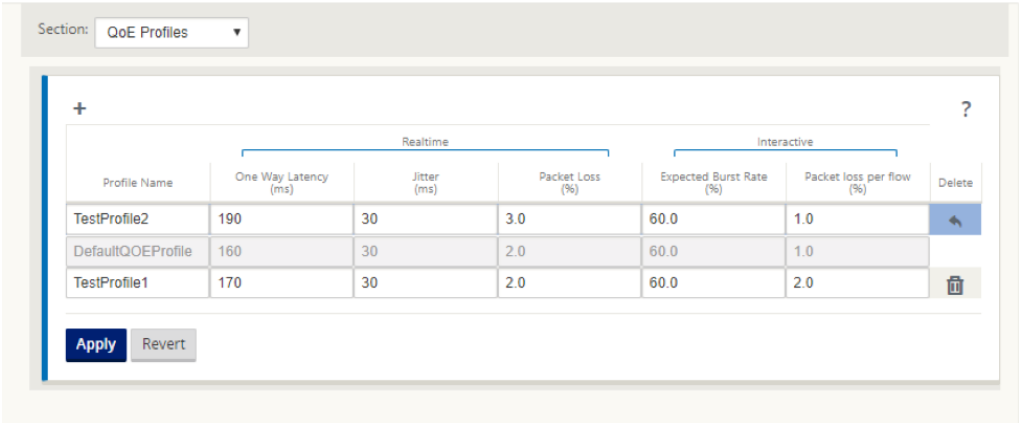 Section: QoE Profiles
+ ?
Realtime Interactive
Profile Name One Way Latency (ms) Jitter (ms) Packet Loss (%) Expected Burst Rate (%) Packet loss per flow (%) Delete
TestProfile2 190 30 3.0 60.0 1.0
DefaultQOEProfile 160 30 2.0 60.0 1.0
TestProfile1 170 30 2.0 60.0 2.0
Apply Revert